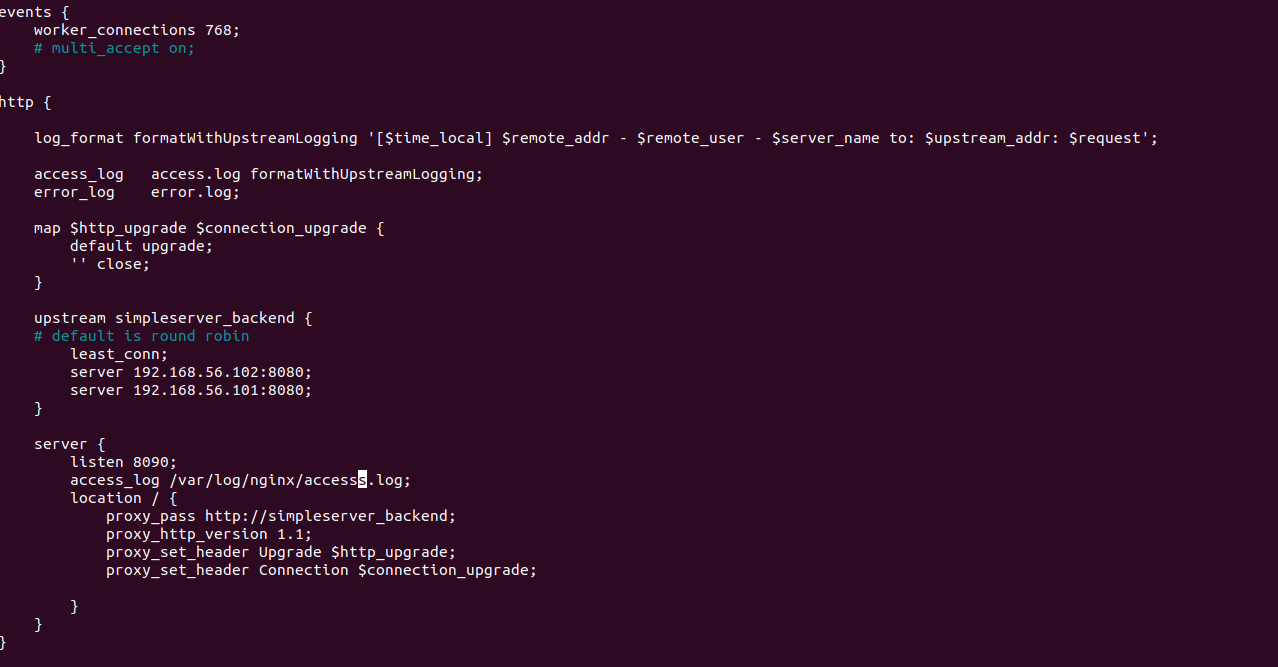 events {
    worker_connections 768;
    # multi_accept on;
}
http {
    log_format formatWithUpstreamLogging '[$time_local] $remote_addr - $remote_user - $server_name to: $upstream_addr: $request';
    access_log   access.log formatWithUpstreamLogging;
    error_log    error.log;
    map $http_upgrade $connection_upgrade {
        default upgrade;
        '' close;
    }
    upstream simpleserver_backend {
    # default is round robin
        least_conn;
        server 192.168.56.102:8080;
        server 192.168.56.101:8080;
    }
    server {
        listen 8090;
        access_log /var/log/nginx/accesss.log;
        location / {
            proxy_pass http://simpleserver_backend;
            proxy_http_version 1.1;
            proxy_set_header Upgrade $http_upgrade;
            proxy_set_header Connection $connection_upgrade;
        }
    }
}